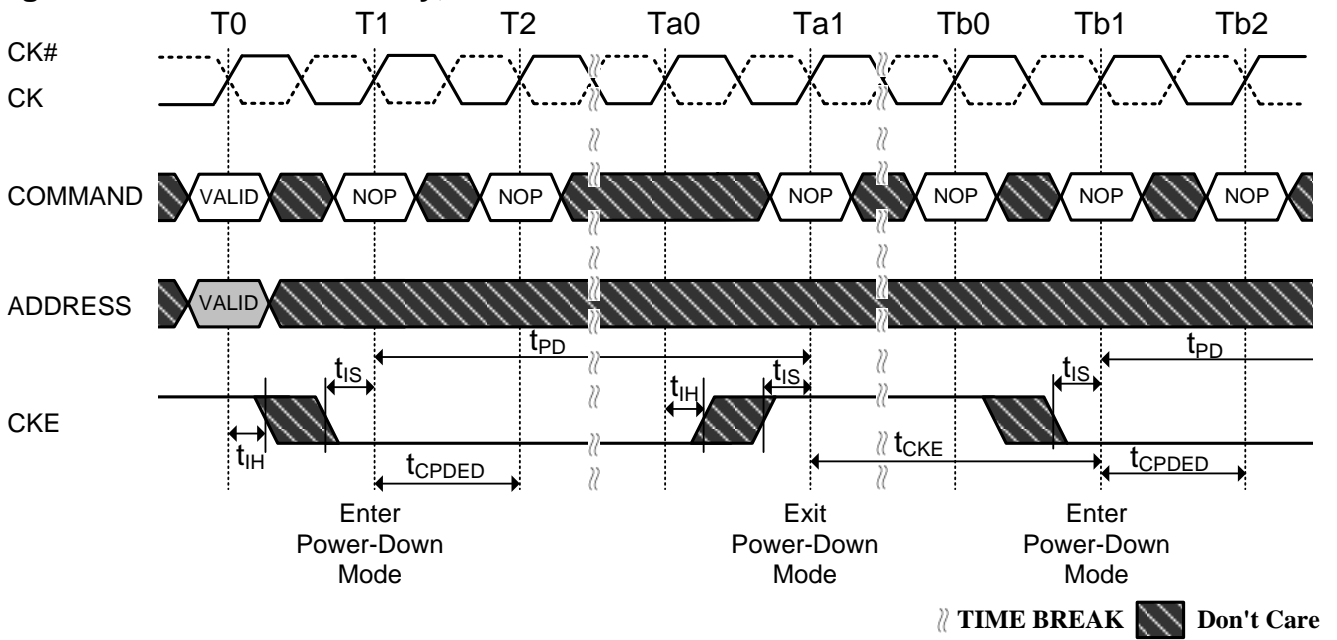 T0 T1 T2 Ta0 Ta1 Tb0 Tb1 Tb2
CK#
CK
COMMAND VALID NOP NOP NOP NOP NOP NOP
ADDRESS VALID
tPD tPD
tIS tIS tIS
tIH
CKE
tIH
tCKE
tCPDED tCPDED
Enter
Power-Down
Mode
Exit
Power-Down
Mode
Enter
Power-Down
Mode
TIME BREAK Don't Care